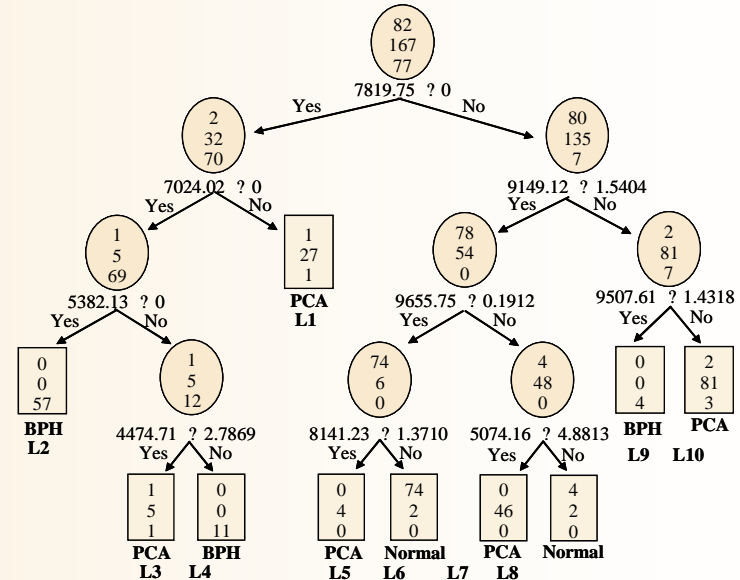 82
167
77
7819.75 ? 0
Yes No
2
32
70
80
135
7
7024.02 ? 0
Yes No
9149.12 ? 1.5404
Yes No
1
5
69
1
27
1
PCA
L1
78
54
0
2
81
7
5382.13 ? 0
Yes No
9655.75 ? 0.1912
Yes No
9507.61 ? 1.4318
Yes No
0
0
57
BPH
L2
1
5
12
74
6
0
4
48
0
0
0
4
BPH
2
81
3
PCA
L9 L10
4474.71 ? 2.7869
Yes No
8141.23 ? 1.3710
Yes No
5074.16 ? 4.8813
Yes No
1
5
1
0
0
11
0
4
0
74
2
0
0
46
0
4
2
0
PCA BPH PCA Normal PCA Normal
L3 L4 L5 L6 L7 L8